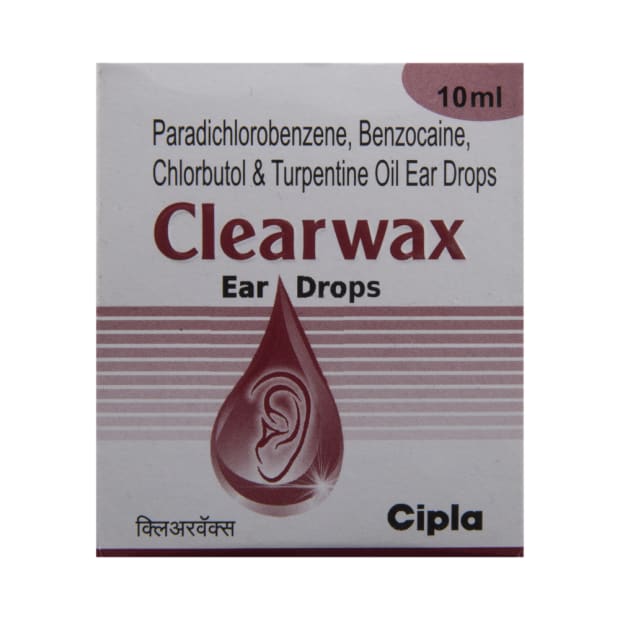 10ml
Paradichlorobenzene, Benzocaine,
Chlorbutol & Turpentine Oil Ear Drops
Clearwax
Ear Drops
क्लिअरवॅक्स
Cipla